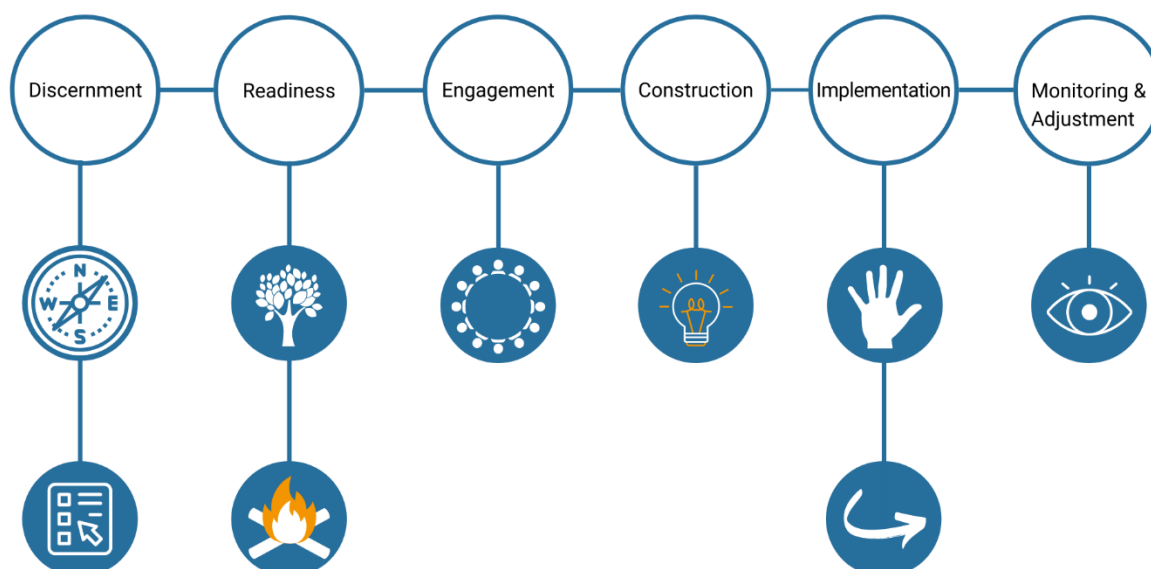 Discernment
Readiness
Engagement
Construction
Implementation
Monitoring &
Adjustment
N
W
E
S